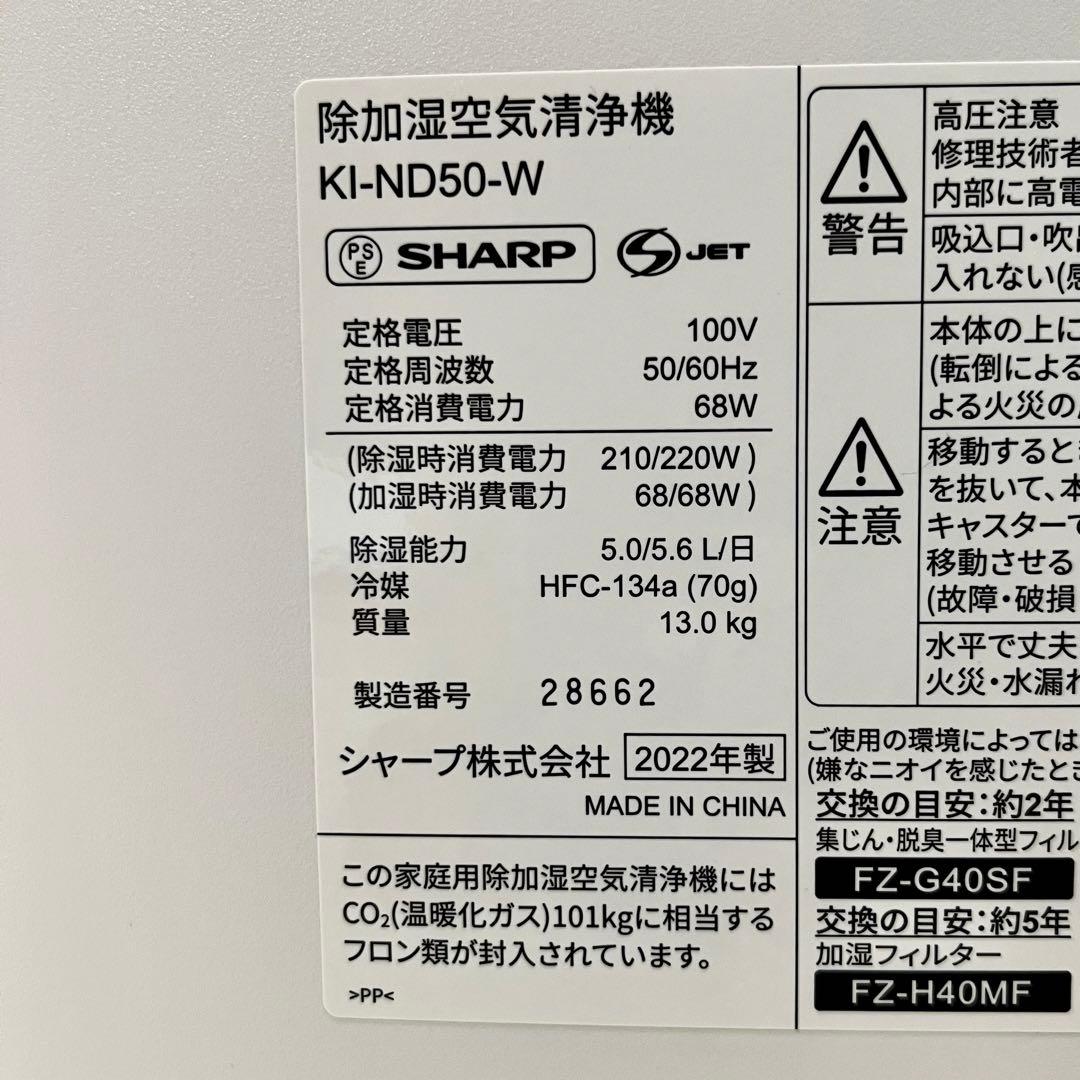 除加湿空気清浄機
KI-ND50-W
PSE SHARP S JET
定格電圧 100V
定格周波数 50/60Hz
定格消費電力 68W
(除湿時消費電力 210/220W)
(加湿時消費電力 68/68W)
除湿能力 5.0/5.6 L/日
冷媒 HFC-134a (70g)
質量 13.0 kg
製造番号 28662
シャープ株式会社 2022年製
MADE IN CHINA
この家庭用除加湿空気清浄機には
CO₂(温暖化ガス)101kgに相当する
フロン類が封入されています。
>PP<
警告
高圧注意
修理技術者
内部に高電
吸込口・吹出
入れない(感
注意
本体の上に
(転倒による
よる火災の
移動するとき
を抜いて、本
キャスターで
移動させる
(故障・破損
水平で丈夫
火災・水漏れ
ご使用の環境によっては
(嫌なニオイを感じたとき
交換の目安:約2年
集じん・脱臭一体型フィル
FZ-G40SF
交換の目安:約5年
加湿フィルター
FZ-H40MF